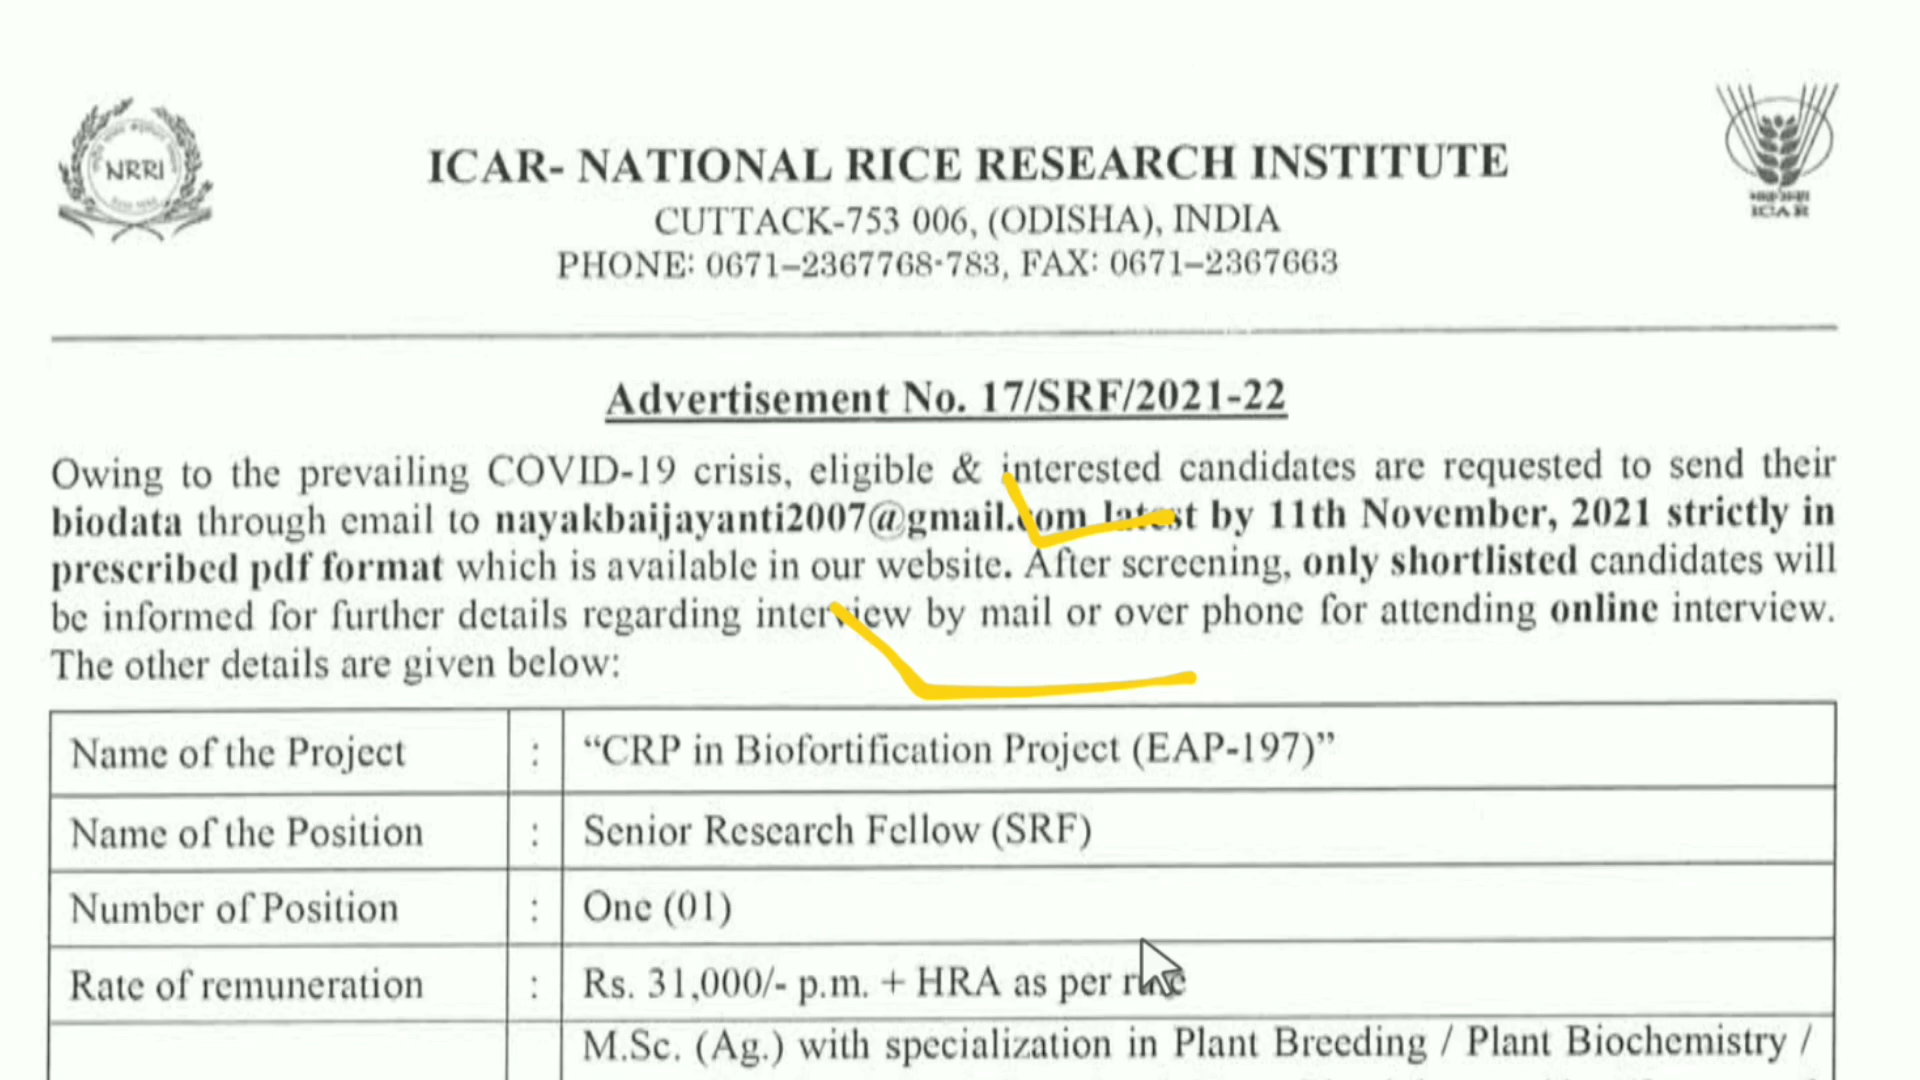 NRRI
ICAR
ICAR- NATIONAL RICE RESEARCH INSTITUTE
CUTTACK-753 006, (ODISHA), INDIA
PHONE: 0671–2367768-783, FAX: 0671–2367663
Advertisement No. 17/SRF/2021-22
Owing to the prevailing COVID-19 crisis, eligible & interested candidates are requested to send their
biodata through email to nayakbaijayanti2007@gmail.com latest by 11th November, 2021 strictly in
prescribed pdf format which is available in our website. After screening, only shortlisted candidates will
be informed for further details regarding interview by mail or over phone for attending online interview.
The other details are given below:
Name of the Project : “CRP in Biofortification Project (EAP-197)”
Name of the Position : Senior Research Fellow (SRF)
Number of Position : One (01)
Rate of remuneration : Rs. 31,000/- p.m. + HRA as per rule
M.Sc. (Ag.) with specialization in Plant Breeding / Plant Biochemistry /